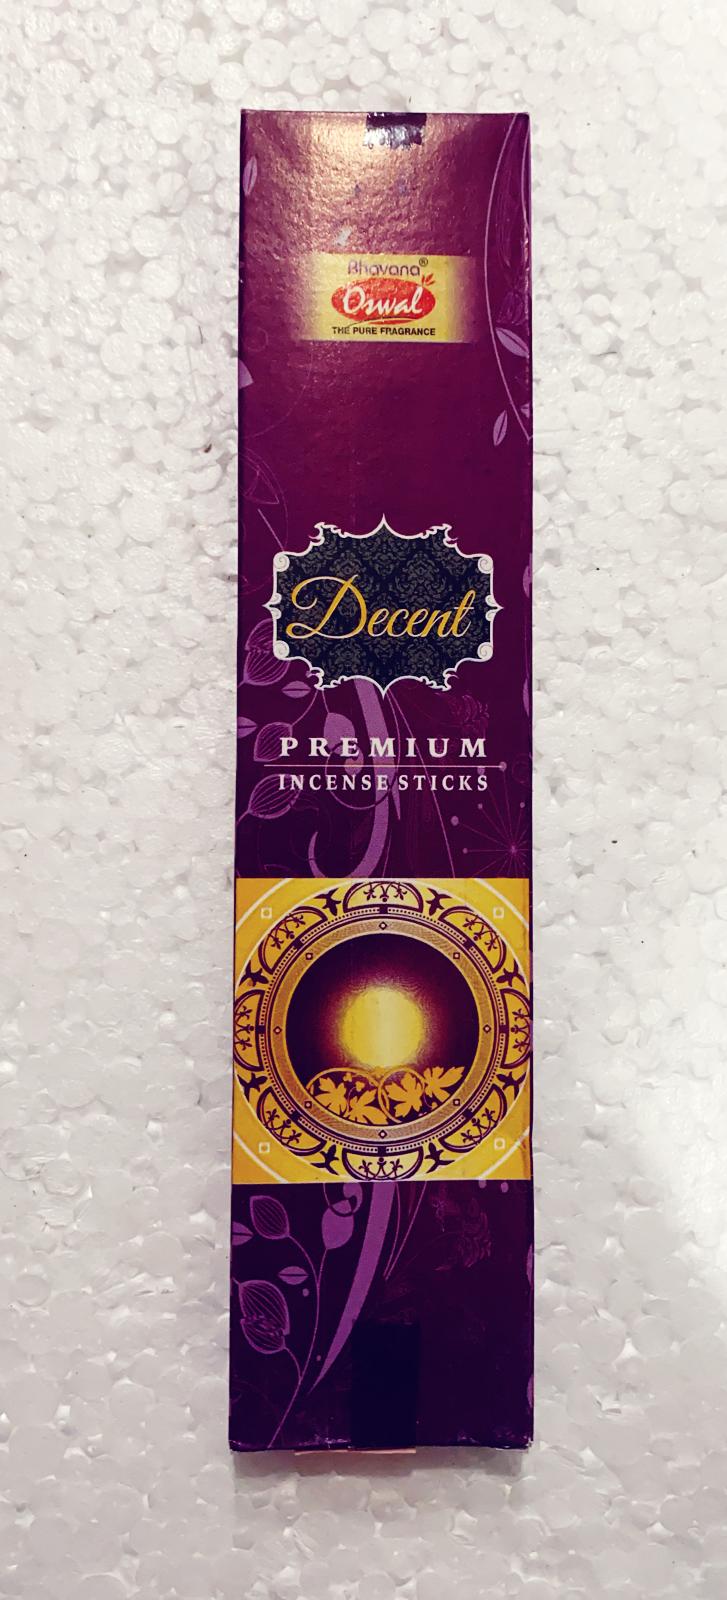 Bhavana®
Oswal
THE PURE FRAGRANCE
Decent
PREMIUM
INCENSE STICKS